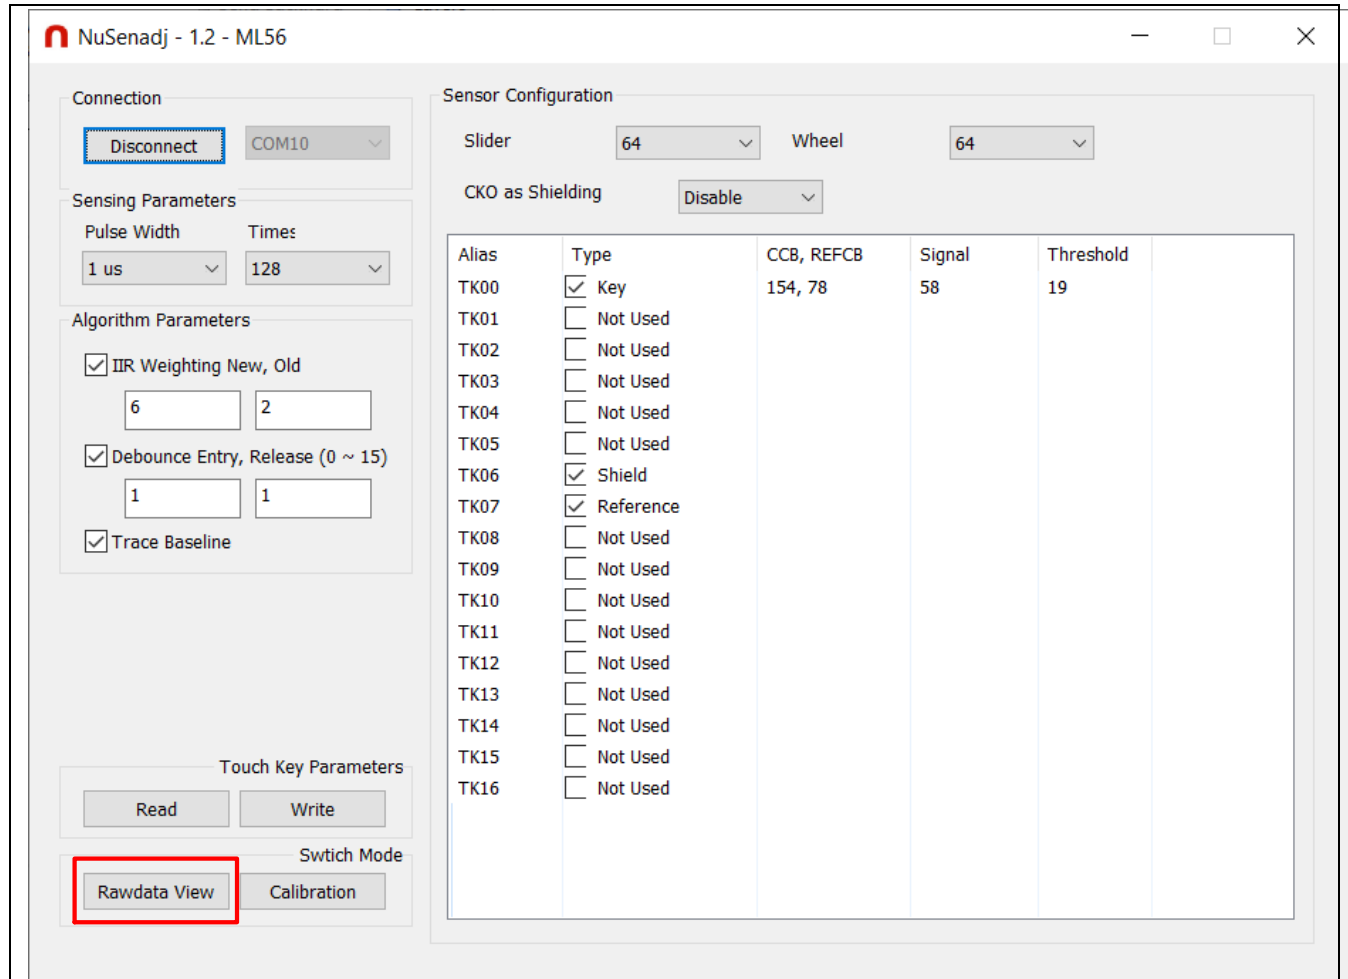 NuSenadj - 1.2 - ML56
Connection
Disconnect COM10
Sensing Parameters
Pulse Width Times
1 us 128
Algorithm Parameters
IIR Weighting New, Old
6 2
Debounce Entry, Release (0 ~ 15)
1 1
Trace Baseline
Touch Key Parameters
Read Write
Swtich Mode
Rawdata View Calibration
Sensor Configuration
Slider 64 Wheel 64
CKO as Shielding Disable
Alias Type CCB, REFCB Signal Threshold
TK00 Key 154, 78 58 19
TK01 Not Used
TK02 Not Used
TK03 Not Used
TK04 Not Used
TK05 Not Used
TK06 Shield
TK07 Reference
TK08 Not Used
TK09 Not Used
TK10 Not Used
TK11 Not Used
TK12 Not Used
TK13 Not Used
TK14 Not Used
TK15 Not Used
TK16 Not Used